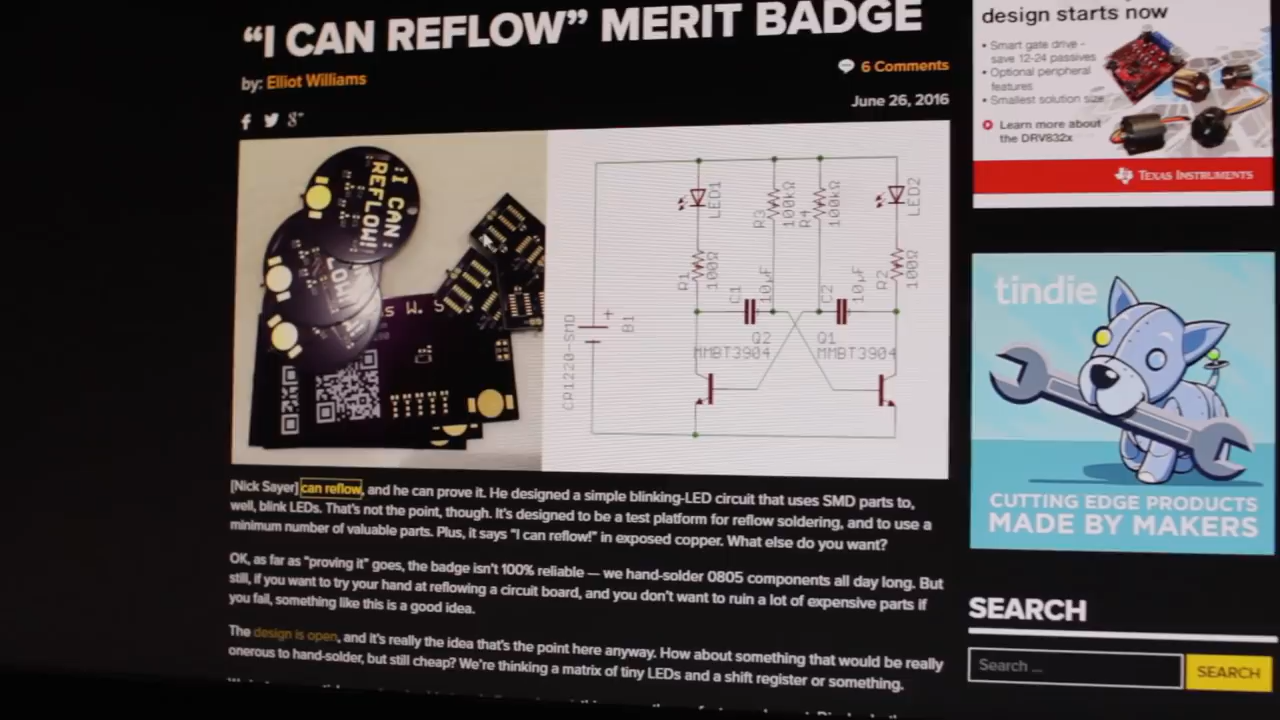 "I CAN REFLOW" MERIT BADGE
by: Elliot Williams
6 Comments
June 26, 2016
I CAN
REFLOW!
LOW!
s W. S
LED1
R3
100kΩ
R4
100kΩ
LED2
R1
100Ω
C1
10µF
C2
10µF
R2
100Ω
CR1220-SMD
+
B1
Q2
MMBT3904
Q1
MMBT3904
[Nick Sayer] can reflow, and he can prove it. He designed a simple blinking-LED circuit that uses SMD parts to,
well, blink LEDs. That's not the point, though. It's designed to be a test platform for reflow soldering, and to use a
minimum number of valuable parts. Plus, it says "I can reflow!" in exposed copper. What else do you want?
OK, as far as "proving it" goes, the badge isn't 100% reliable — we hand-solder 0805 components all day long. But
still, if you want to try your hand at reflowing a circuit board, and you don't want to ruin a lot of expensive parts if
you fail, something like this is a good idea.
The design is open, and it's really the idea that's the point here anyway. How about something that would be really
onerous to hand-solder, but still cheap? We're thinking a matrix of tiny LEDs and a shift register or something.
design starts now
• Smart gate drive -
save 12-24 passives
• Optional peripheral
features
• Smallest solution size
Learn more about
the DRV832x
TEXAS INSTRUMENTS
tindie
CUTTING EDGE PRODUCTS
MADE BY MAKERS
SEARCH
Search ...
SEARCH